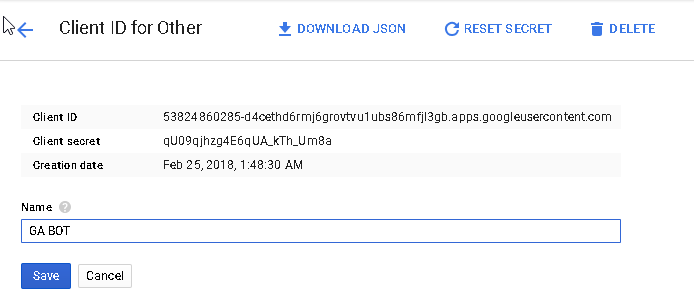 Client ID for Other DOWNLOAD JSON RESET SECRET DELETE
Client ID 53824860285-d4cethd6rmj6grovtvu1ubs86mfjl3gb.apps.googleusercontent.com
Client secret qU09qjhzg4E6qUA_kTh_Um8a
Creation date Feb 25, 2018, 1:48:30 AM
Name ?
GA BOT
Save Cancel